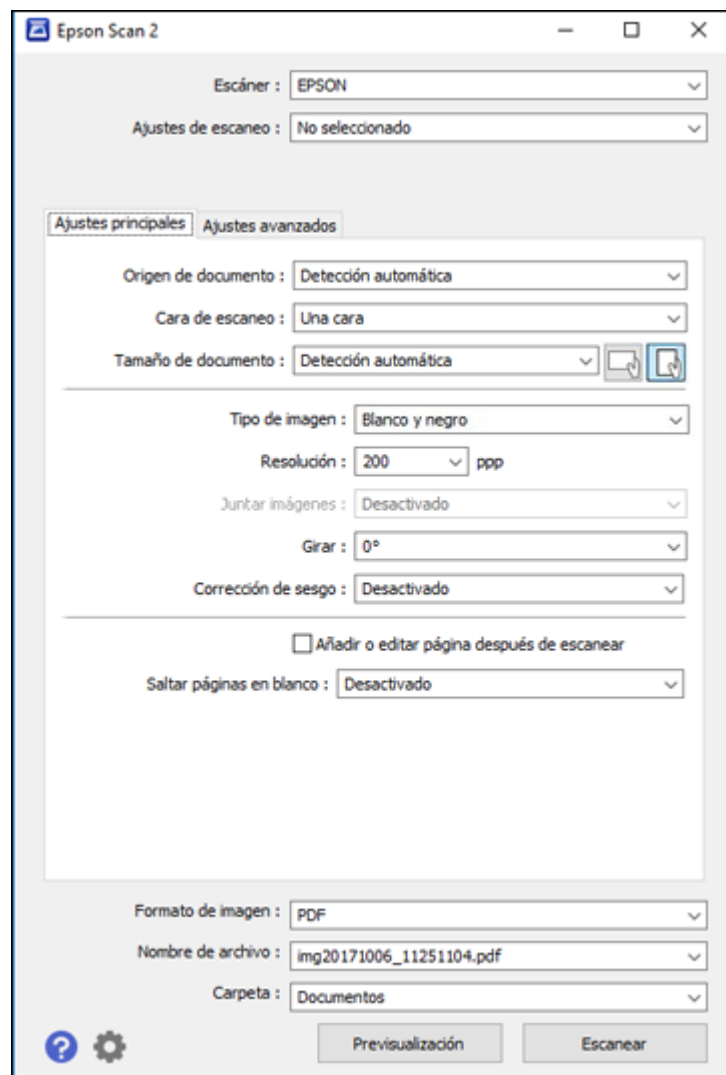 Epson Scan 2
Escáner : EPSON
Ajustes de escaneo : No seleccionado
Ajustes principales Ajustes avanzados
Origen de documento : Detección automática
Cara de escaneo : Una cara
Tamaño de documento : Detección automática
Tipo de imagen : Blanco y negro
Resolución : 200 ppp
Juntar imágenes : Desactivado
Girar : 0°
Corrección de sesgo : Desactivado
Añadir o editar página después de escanear
Saltar páginas en blanco : Desactivado
Formato de imagen : PDF
Nombre de archivo : img20171006_11251104.pdf
Carpeta : Documentos
? Previsualización Escanear